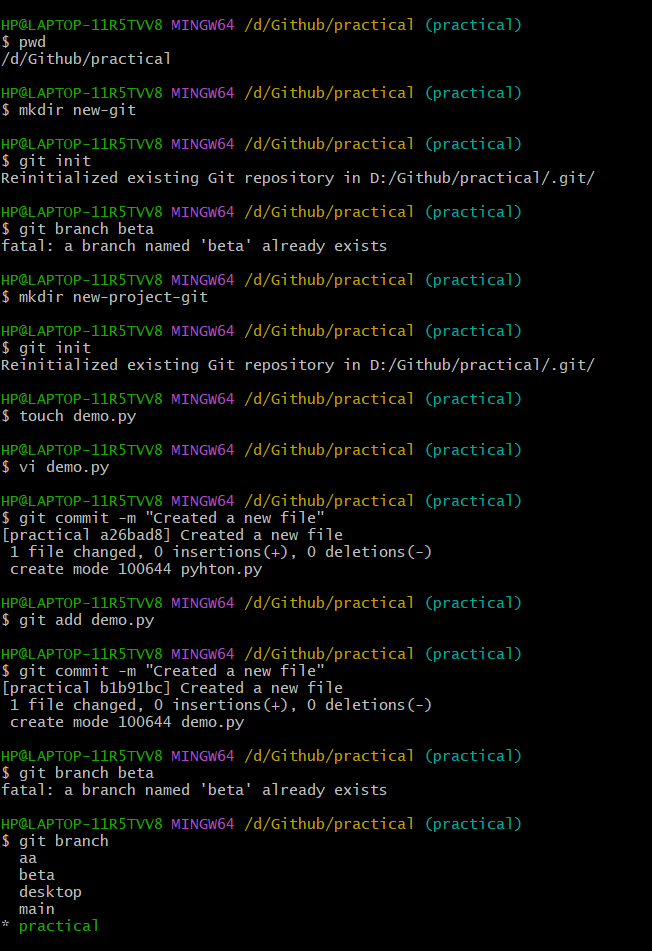 HP@LAPTOP-11R5TVV8 MINGW64 /d/Github/practical (practical)
$ pwd
/d/Github/practical
HP@LAPTOP-11R5TVV8 MINGW64 /d/Github/practical (practical)
$ mkdir new-git
HP@LAPTOP-11R5TVV8 MINGW64 /d/Github/practical (practical)
$ git init
Reinitialized existing Git repository in D:/Github/practical/.git/
HP@LAPTOP-11R5TVV8 MINGW64 /d/Github/practical (practical)
$ git branch beta
fatal: a branch named 'beta' already exists
HP@LAPTOP-11R5TVV8 MINGW64 /d/Github/practical (practical)
$ mkdir new-project-git
HP@LAPTOP-11R5TVV8 MINGW64 /d/Github/practical (practical)
$ git init
Reinitialized existing Git repository in D:/Github/practical/.git/
HP@LAPTOP-11R5TVV8 MINGW64 /d/Github/practical (practical)
$ touch demo.py
HP@LAPTOP-11R5TVV8 MINGW64 /d/Github/practical (practical)
$ vi demo.py
HP@LAPTOP-11R5TVV8 MINGW64 /d/Github/practical (practical)
$ git commit -m "Created a new file"
[practical a26bad8] Created a new file
 1 file changed, 0 insertions(+), 0 deletions(-)
 create mode 100644 pyhton.py
HP@LAPTOP-11R5TVV8 MINGW64 /d/Github/practical (practical)
$ git add demo.py
HP@LAPTOP-11R5TVV8 MINGW64 /d/Github/practical (practical)
$ git commit -m "Created a new file"
[practical b1b91bc] Created a new file
 1 file changed, 0 insertions(+), 0 deletions(-)
 create mode 100644 demo.py
HP@LAPTOP-11R5TVV8 MINGW64 /d/Github/practical (practical)
$ git branch beta
fatal: a branch named 'beta' already exists
HP@LAPTOP-11R5TVV8 MINGW64 /d/Github/practical (practical)
$ git branch
  aa
  beta
  desktop
  main
* practical